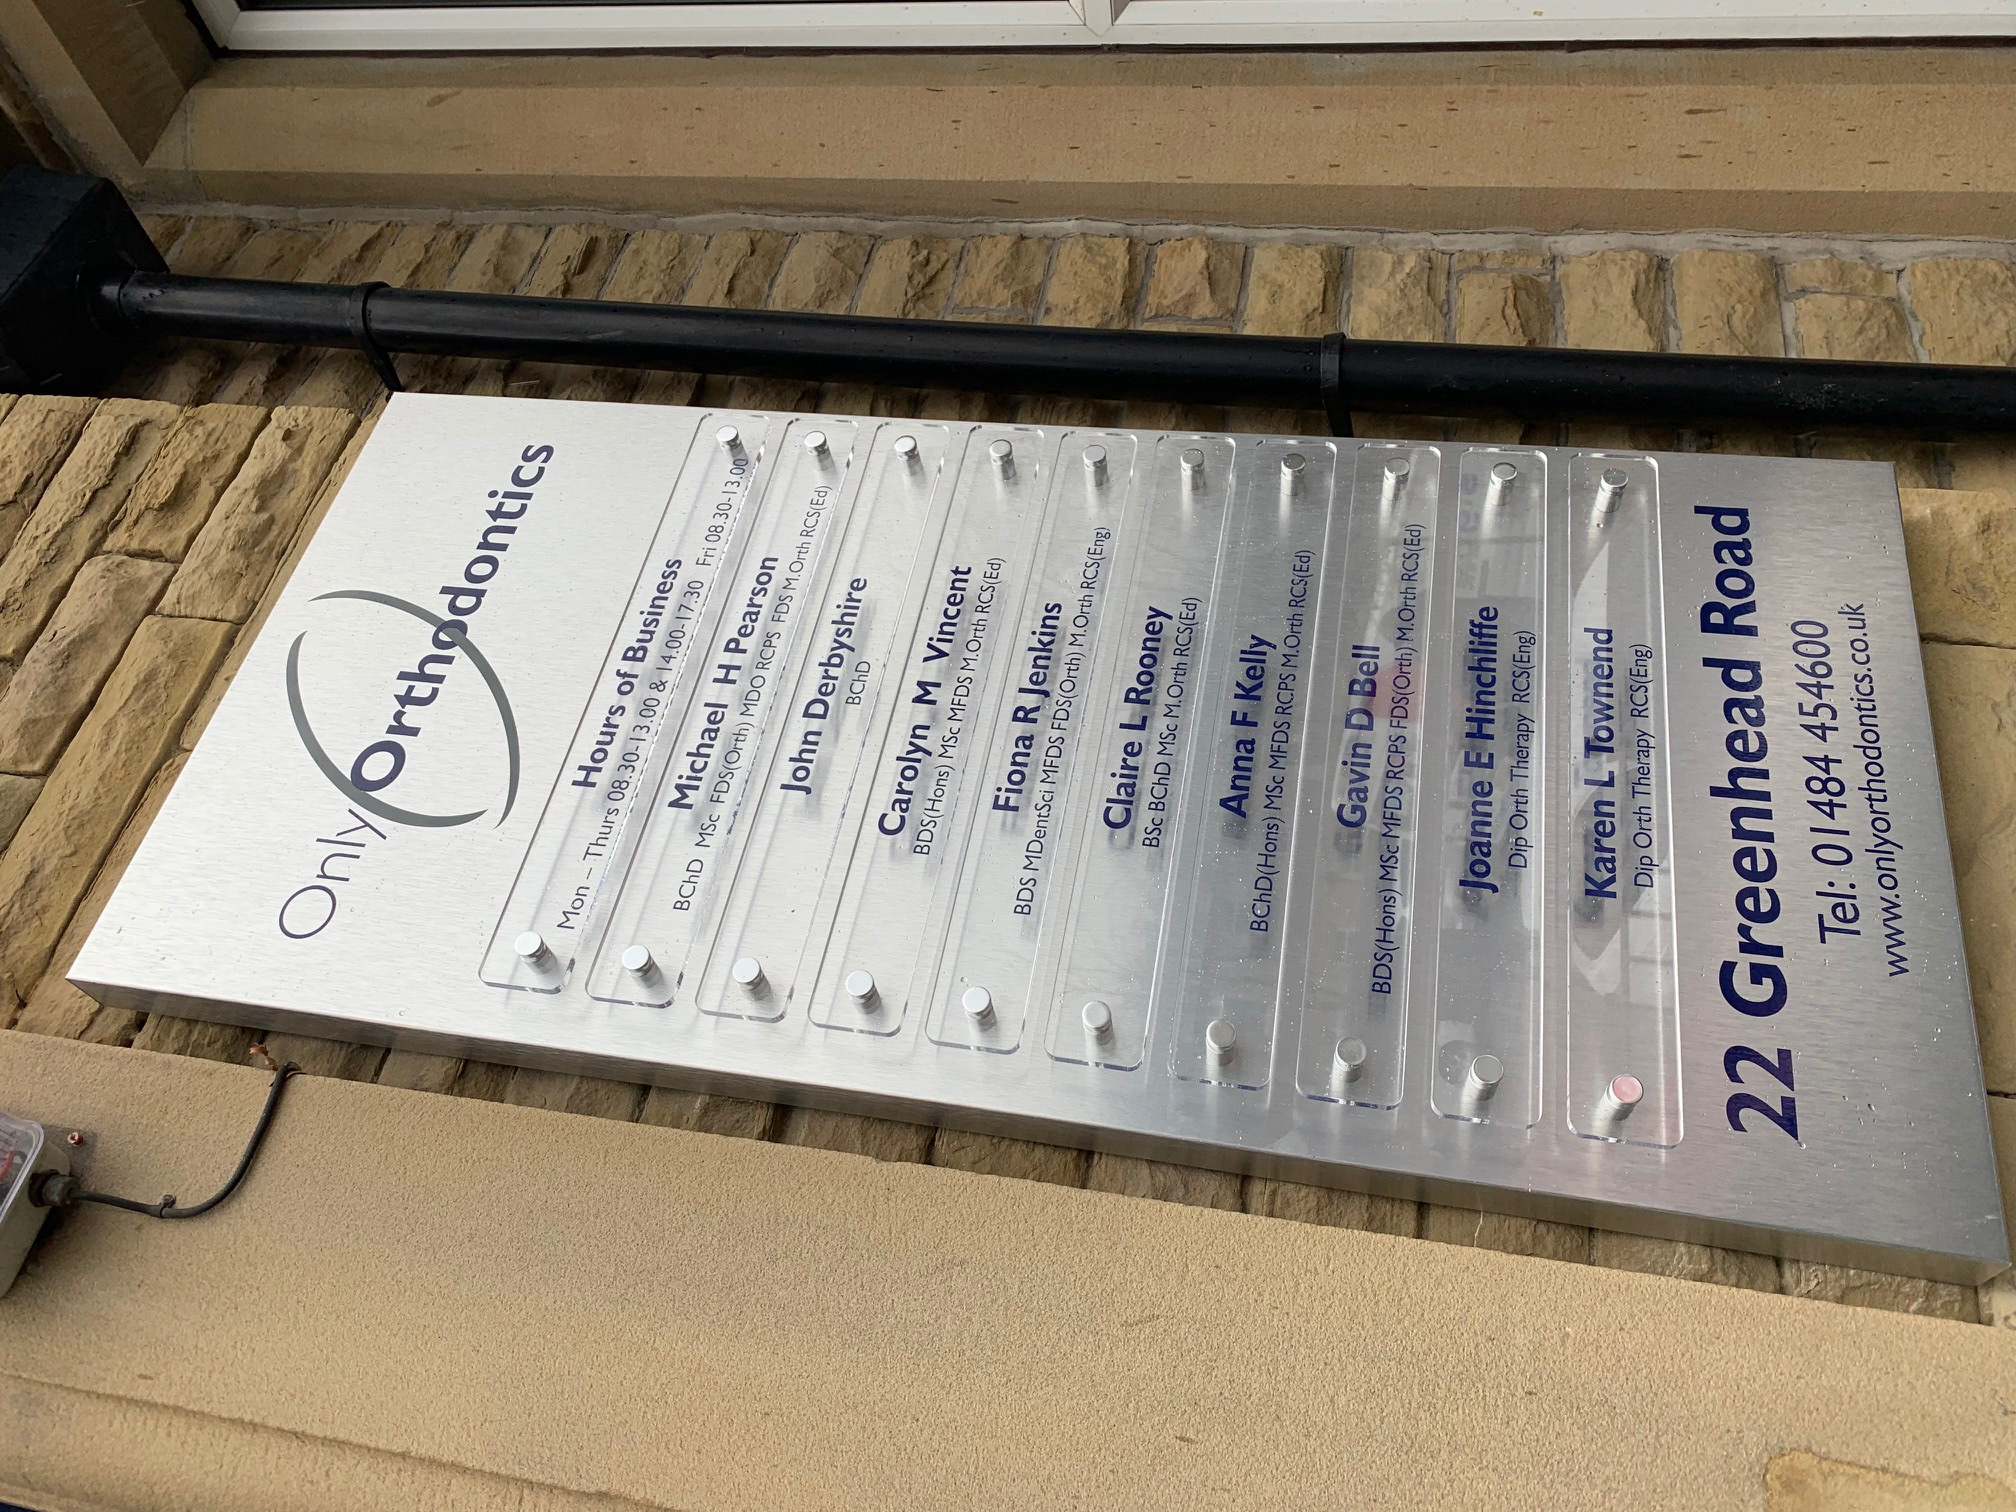 OnlyOrthodontics
Hours of Business
Mon – Thurs 08.30-13.00 & 14.00-17.30 Fri 08.30-13.00
Michael H Pearson
BChD MSc FDS(Orth) MDO RCPS FDS M.Orth RCS(Ed)
John Derbyshire
BChD
Carolyn M Vincent
BDS(Hons) MSc MFDS M.Orth RCS(Ed)
Fiona R Jenkins
BDS MDentSci MFDS FDS(Orth) M.Orth RCS(Eng)
Claire L Rooney
BSc BChD MSc M.Orth RCS(Ed)
Anna F Kelly
BChD(Hons) MSc MFDS RCPS M.Orth RCS(Ed)
Gavin D Bell
BDS(Hons) MSc MFDS RCPS FDS(Orth) M.Orth RCS(Ed)
Joanne E Hinchliffe
Dip Orth Therapy RCS(Eng)
Karen L Townend
Dip Orth Therapy RCS(Eng)
22 Greenhead Road
Tel: 01484 454600
www.onlyorthodontics.co.uk